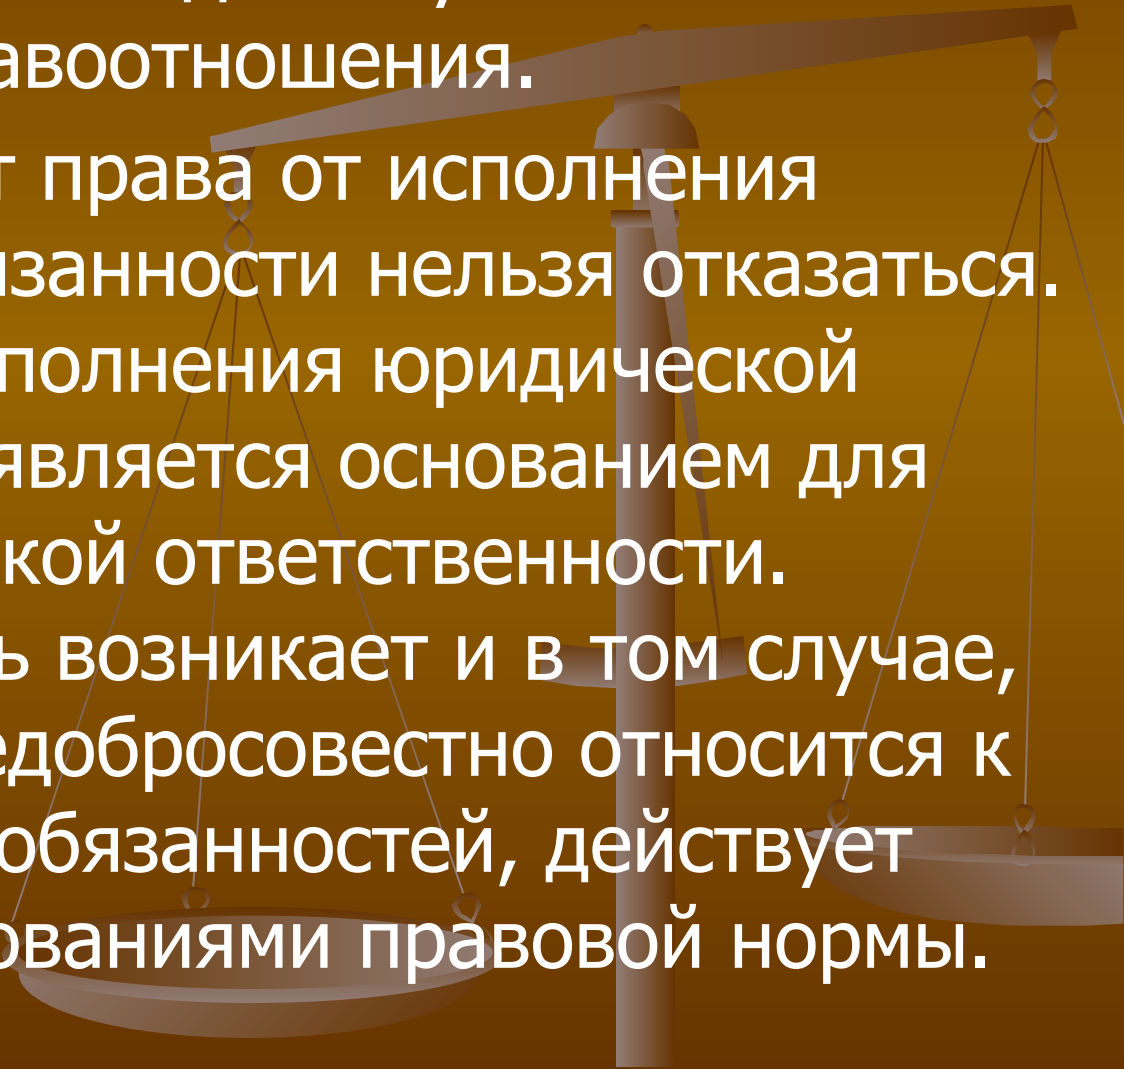 авоотношения.
т права от исполнения
язанности нельзя отказаться.
полнения юридической
является основанием для
кой ответственности.
ь возникает и в том случае,
едобросовестно относится к
обязанностей, действует
ованиями правовой нормы.